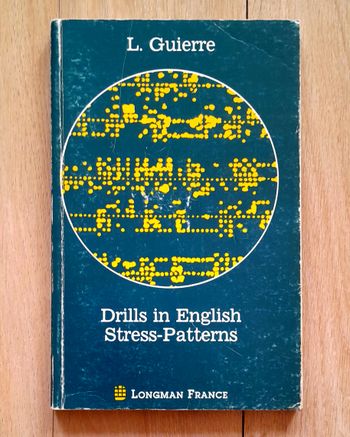 L. Guierre
Drills in English
Stress-Patterns
LONGMAN FRANCE